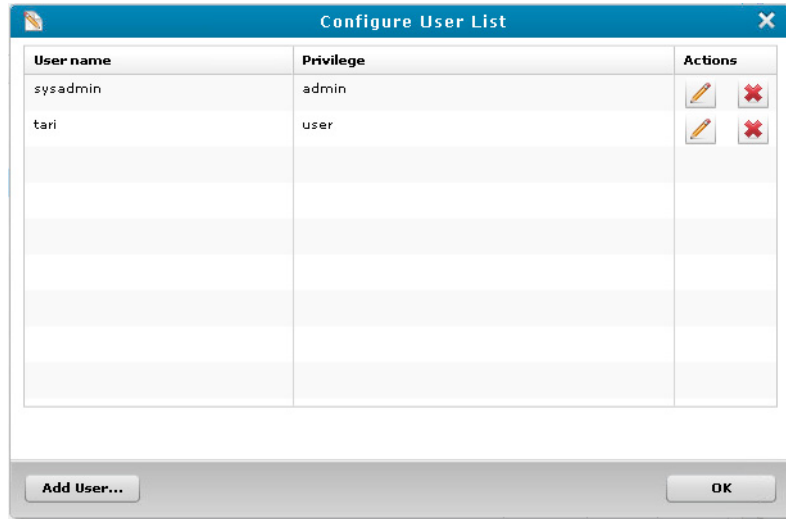 Configure User List
User name Privilege Actions
sysadmin admin
tari user
Add User... OK